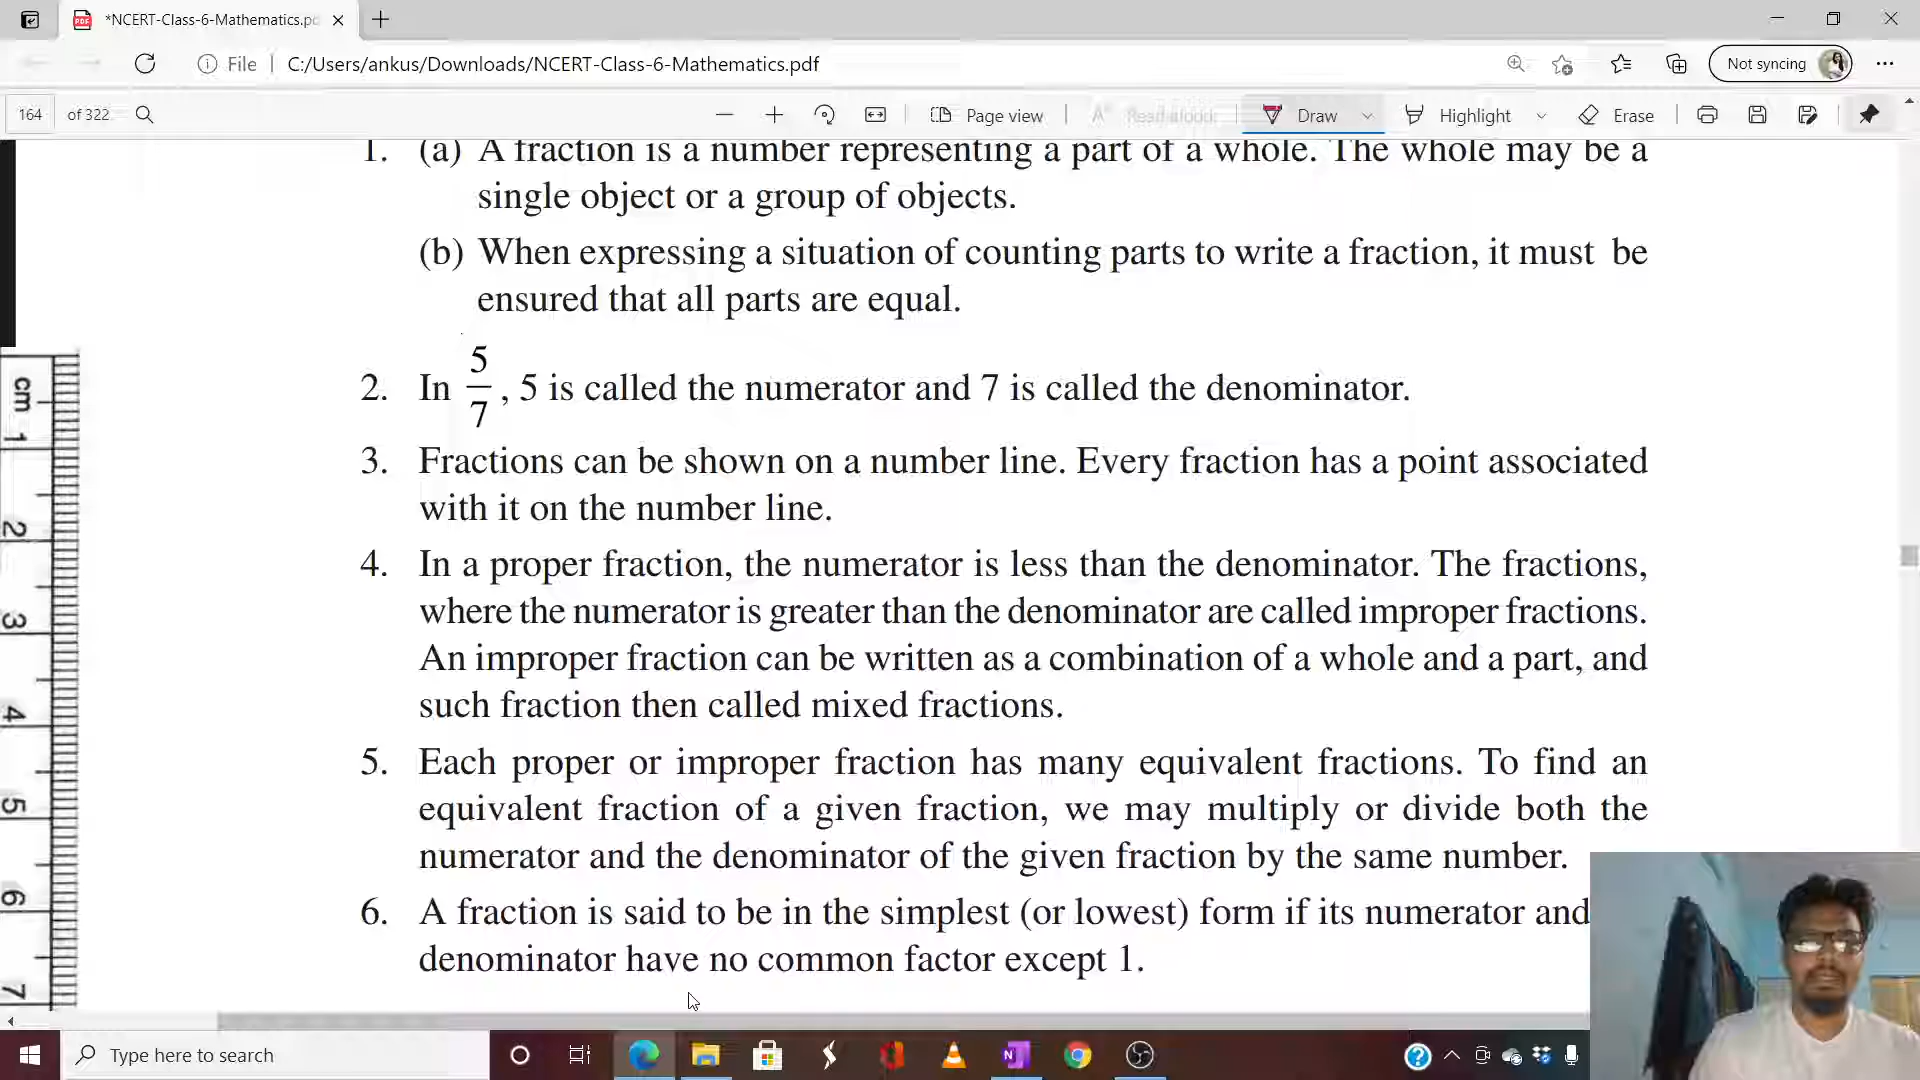 *NCERT-Class-6-Mathematics.pd
File
C:/Users/ankus/Downloads/NCERT-Class-6-Mathematics.pdf
Not syncing
164 of 322
Page view
Read aloud
Draw
Highlight
Erase
1. (a) A fraction is a number representing a part of a whole. The whole may be a
single object or a group of objects.
(b) When expressing a situation of counting parts to write a fraction, it must be
ensured that all parts are equal.
2. In 5/7, 5 is called the numerator and 7 is called the denominator.
3. Fractions can be shown on a number line. Every fraction has a point associated
with it on the number line.
4. In a proper fraction, the numerator is less than the denominator. The fractions,
where the numerator is greater than the denominator are called improper fractions.
An improper fraction can be written as a combination of a whole and a part, and
such fraction then called mixed fractions.
5. Each proper or improper fraction has many equivalent fractions. To find an
equivalent fraction of a given fraction, we may multiply or divide both the
numerator and the denominator of the given fraction by the same number.
6. A fraction is said to be in the simplest (or lowest) form if its numerator and
denominator have no common factor except 1.
cm
1
2
3
4
5
6
7
Type here to search